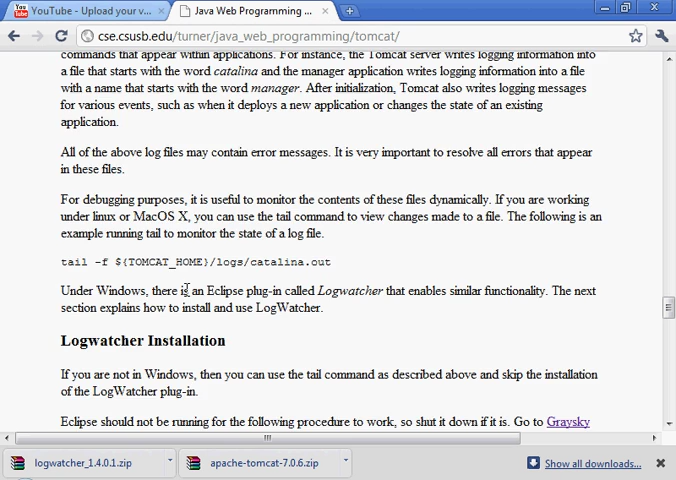 YouTube - Upload your v...
Java Web Programming ...
cse.csusb.edu/turner/java_web_programming/tomcat/
commands that appear within applications. For instance, the Tomcat server writes logging information into
a file that starts with the word catalina and the manager application writes logging information into a file
with a name that starts with the word manager. After initialization, Tomcat also writes logging messages
for various events, such as when it deploys a new application or changes the state of an existing
application.
All of the above log files may contain error messages. It is very important to resolve all errors that appear
in these files.
For debugging purposes, it is useful to monitor the contents of these files dynamically. If you are working
under linux or MacOS X, you can use the tail command to view changes made to a file. The following is an
example running tail to monitor the state of a log file.
tail -f ${TOMCAT_HOME}/logs/catalina.out
Under Windows, there is an Eclipse plug-in called Logwatcher that enables similar functionality. The next
section explains how to install and use LogWatcher.
Logwatcher Installation
If you are not in Windows, then you can use the tail command as described above and skip the installation
of the LogWatcher plug-in.
Eclipse should not be running for the following procedure to work, so shut it down if it is. Go to Graysky
logwatcher_1.4.0.1.zip
apache-tomcat-7.0.6.zip
Show all downloads...